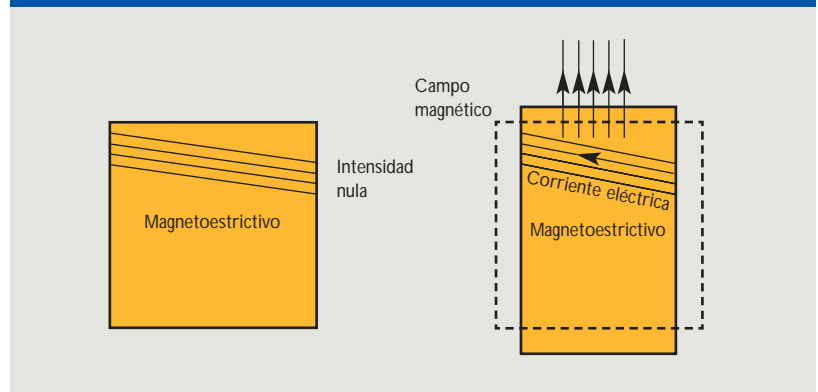 Magnetoestrictivo
Intensidad
nula
Campo
magnético
Corriente eléctrica
Magnetoestrictivo